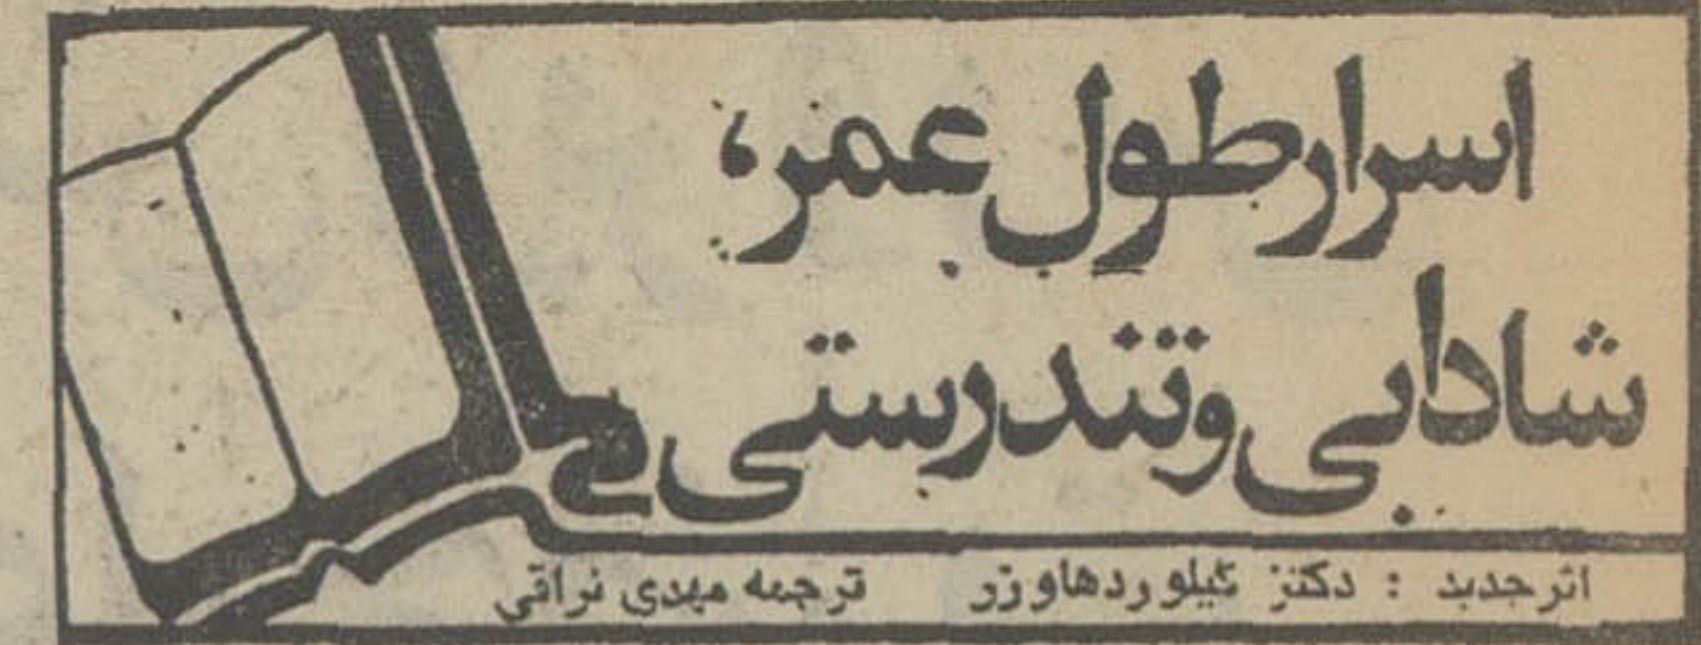 اسرار طول عمر،
شادابی و تندرستی
اثر جدید : دکتر گیلورد هاوزر ترجمه مهدی نراقی